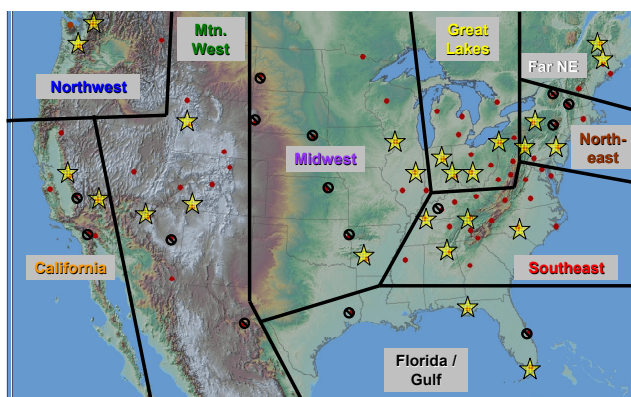 Mtn.
West
Great
Lakes
Far NE
Northwest
North-
east
Midwest
California
Southeast
Florida /
Gulf